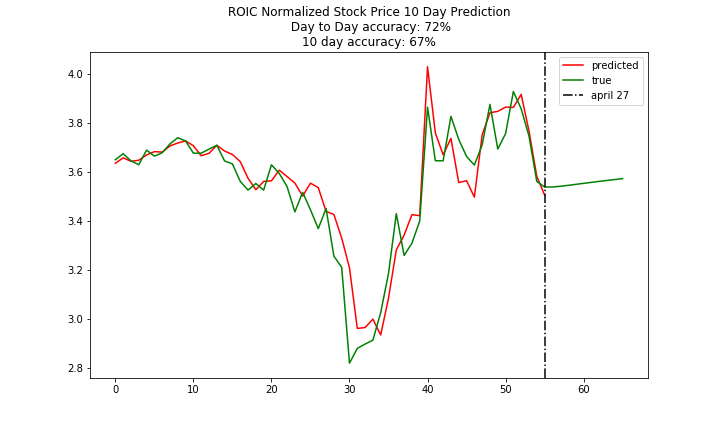 ROIC Normalized Stock Price 10 Day Prediction
Day to Day accuracy: 72%
10 day accuracy: 67%
predicted
true
april 27
4.0
3.8
3.6
3.4
3.2
3.0
2.8
0 10 20 30 40 50 60